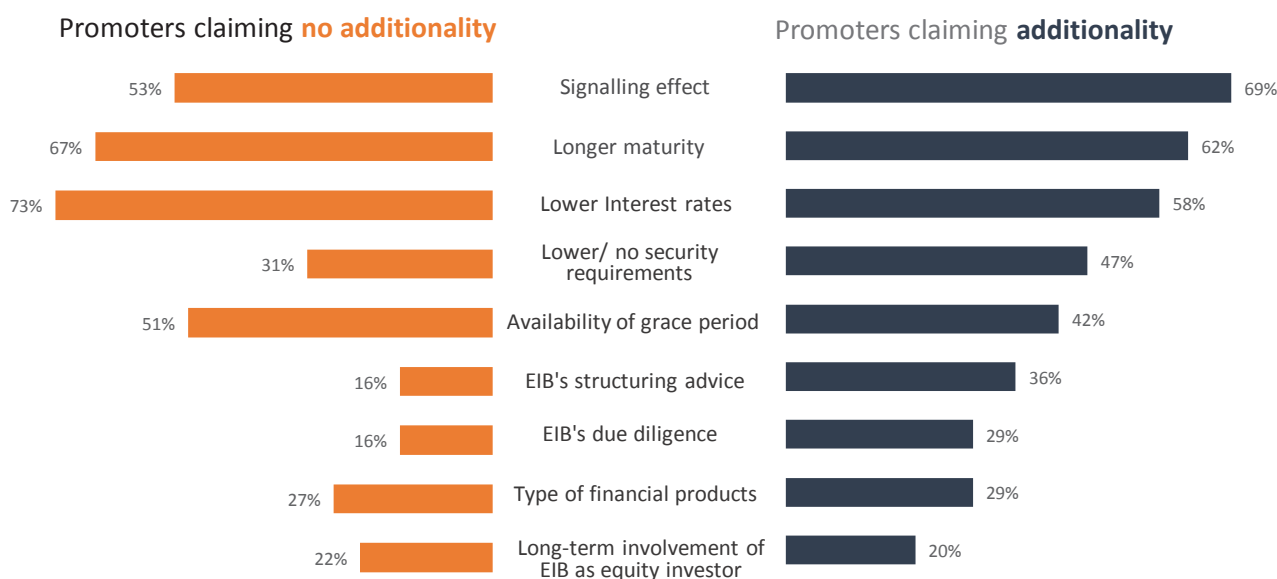 Promoters claiming no additionality
Promoters claiming additionality
53%
Signalling effect
69%
67%
Longer maturity
62%
73%
Lower Interest rates
58%
31%
Lower/ no security
requirements
47%
51%
Availability of grace period
42%
16%
EIB's structuring advice
36%
16%
EIB's due diligence
29%
27%
Type of financial products
29%
22%
Long-term involvement of
EIB as equity investor
20%